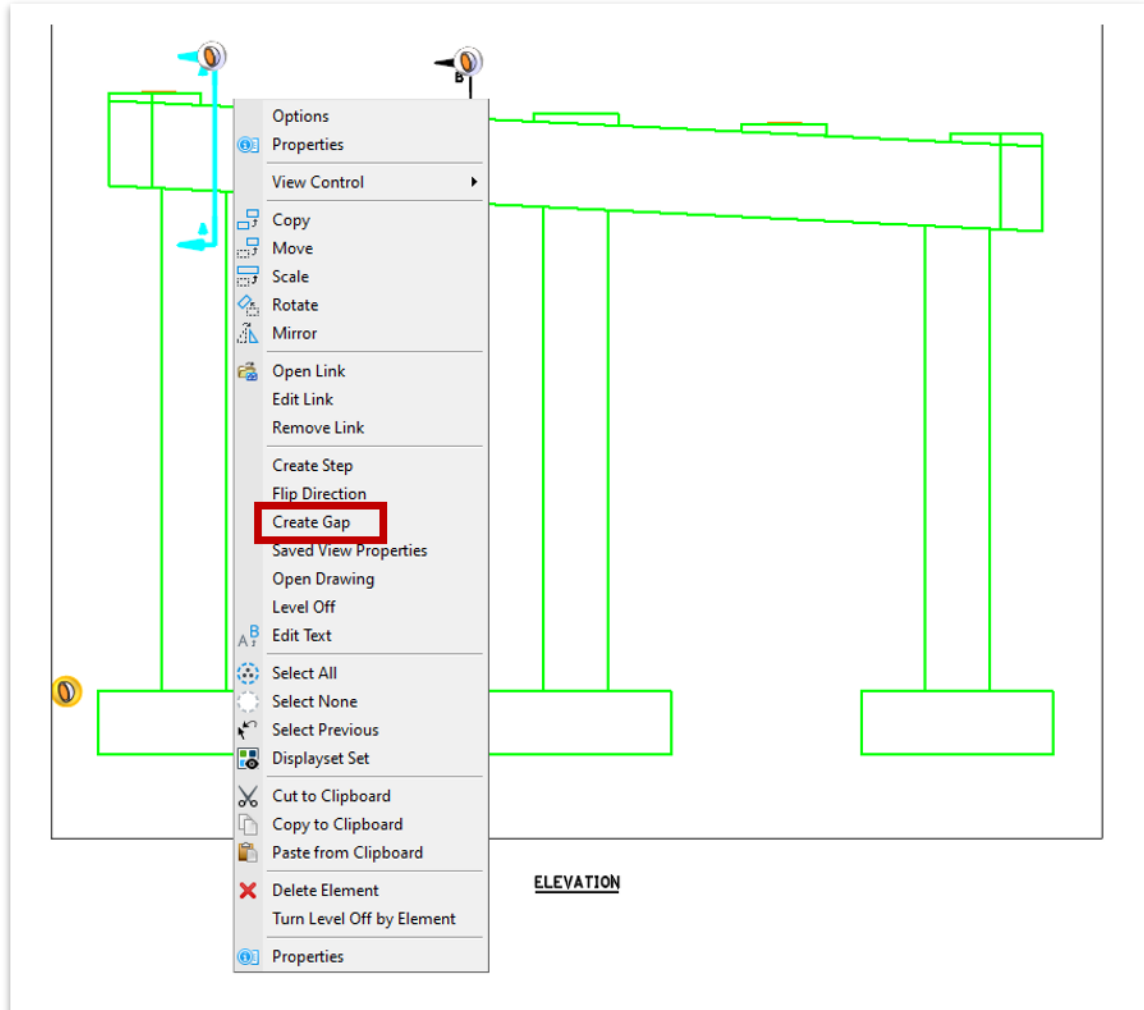 A
B
Options
Properties
View Control
Copy
Move
Scale
Rotate
Mirror
Open Link
Edit Link
Remove Link
Create Step
Flip Direction
Create Gap
Saved View Properties
Open Drawing
Level Off
Edit Text
Select All
Select None
Select Previous
Displayset Set
Cut to Clipboard
Copy to Clipboard
Paste from Clipboard
Delete Element
Turn Level Off by Element
Properties
ELEVATION